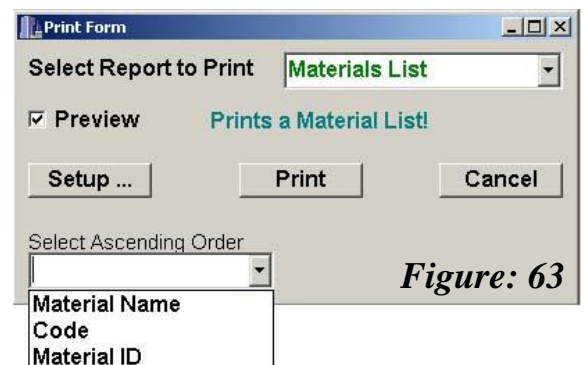 Print Form
Select Report to Print Materials List
Preview Prints a Material List!
Setup ... Print Cancel
Select Ascending Order
Figure: 63
Material Name
Code
Material ID